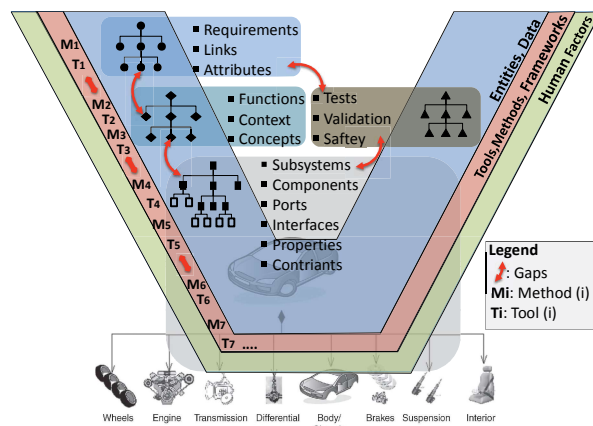 M1
T1
M2
T2
M3
T3
M4
T4
M5
T5
M6
T6
M7
T7 ....
Requirements
Links
Attributes
Functions
Context
Concepts
Tests
Validation
Saftey
Subsystems
Components
Ports
Interfaces
Properties
Contriants
Entities, Data
Tools,Methods, Frameworks
Human Factors
Legend
: Gaps
Mi: Method (i)
Ti: Tool (i)
Wheels
Engine
Transmission
Differential
Body/
Brakes
Suspension
Interior